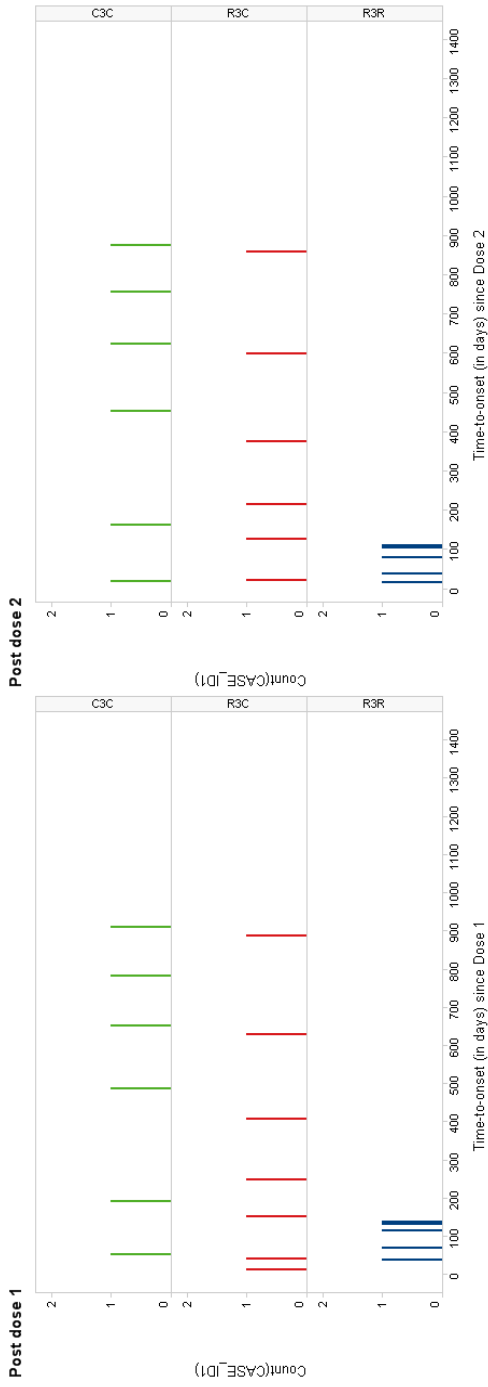 Post dose 1
Count(CASE_ID1)
2
1
0
C3C
2
1
0
R3C
2
1
0
R3R
0 100 200 300 400 500 600 700 800 900 1000 1100 1200 1300 1400
Time-to-onset (in days) since Dose 1
Post dose 2
Count(CASE_ID1)
2
1
0
C3C
2
1
0
R3C
2
1
0
R3R
0 100 200 300 400 500 600 700 800 900 1000 1100 1200 1300 1400
Time-to-onset (in days) since Dose 2